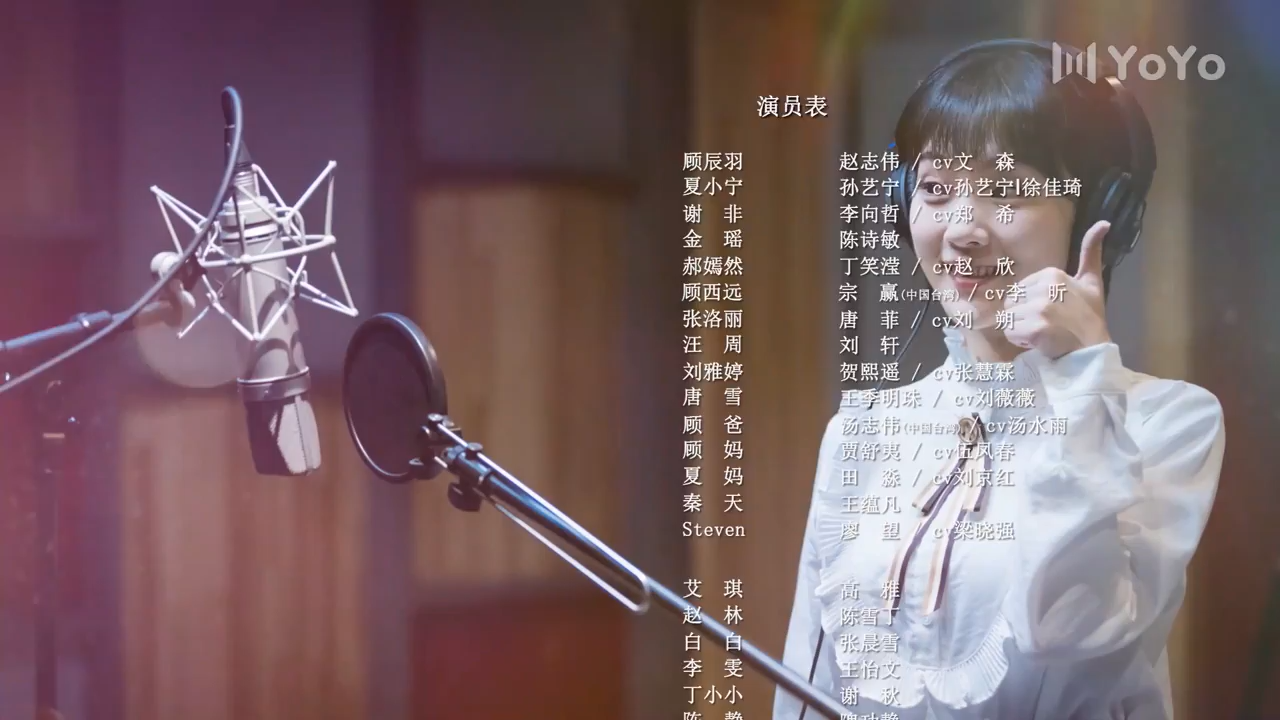 YoYo
演员表
顾辰羽 赵志伟 / cv文 森
夏小宁 孙艺宁 / cv孙艺宁|徐佳琦
谢 非 李向哲 / cv郑 希
金 瑶 陈诗敏
郝嫣然 丁笑滢 / cv赵 欣
顾西远 宗 赢(中国台湾) / cv李 昕
张洛丽 唐 菲 / cv刘 朔
汪 周 刘 轩
刘雅婷 贺熙遥 / cv张慧霖
唐 雪 王季明珠 / cv刘薇薇
顾 爸 汤志伟(中国台湾) / cv汤水雨
顾 妈 贾舒夷 / cv伍凤春
夏 妈 田 淼 / cv刘京红
秦 天 王蕴凡
Steven 廖 望 / cv梁晓强
艾 琪 高 雅
赵 林 陈雪丁
白 白 张晨雪
李 雯 王怡文
丁小小 谢 秋
陈 静